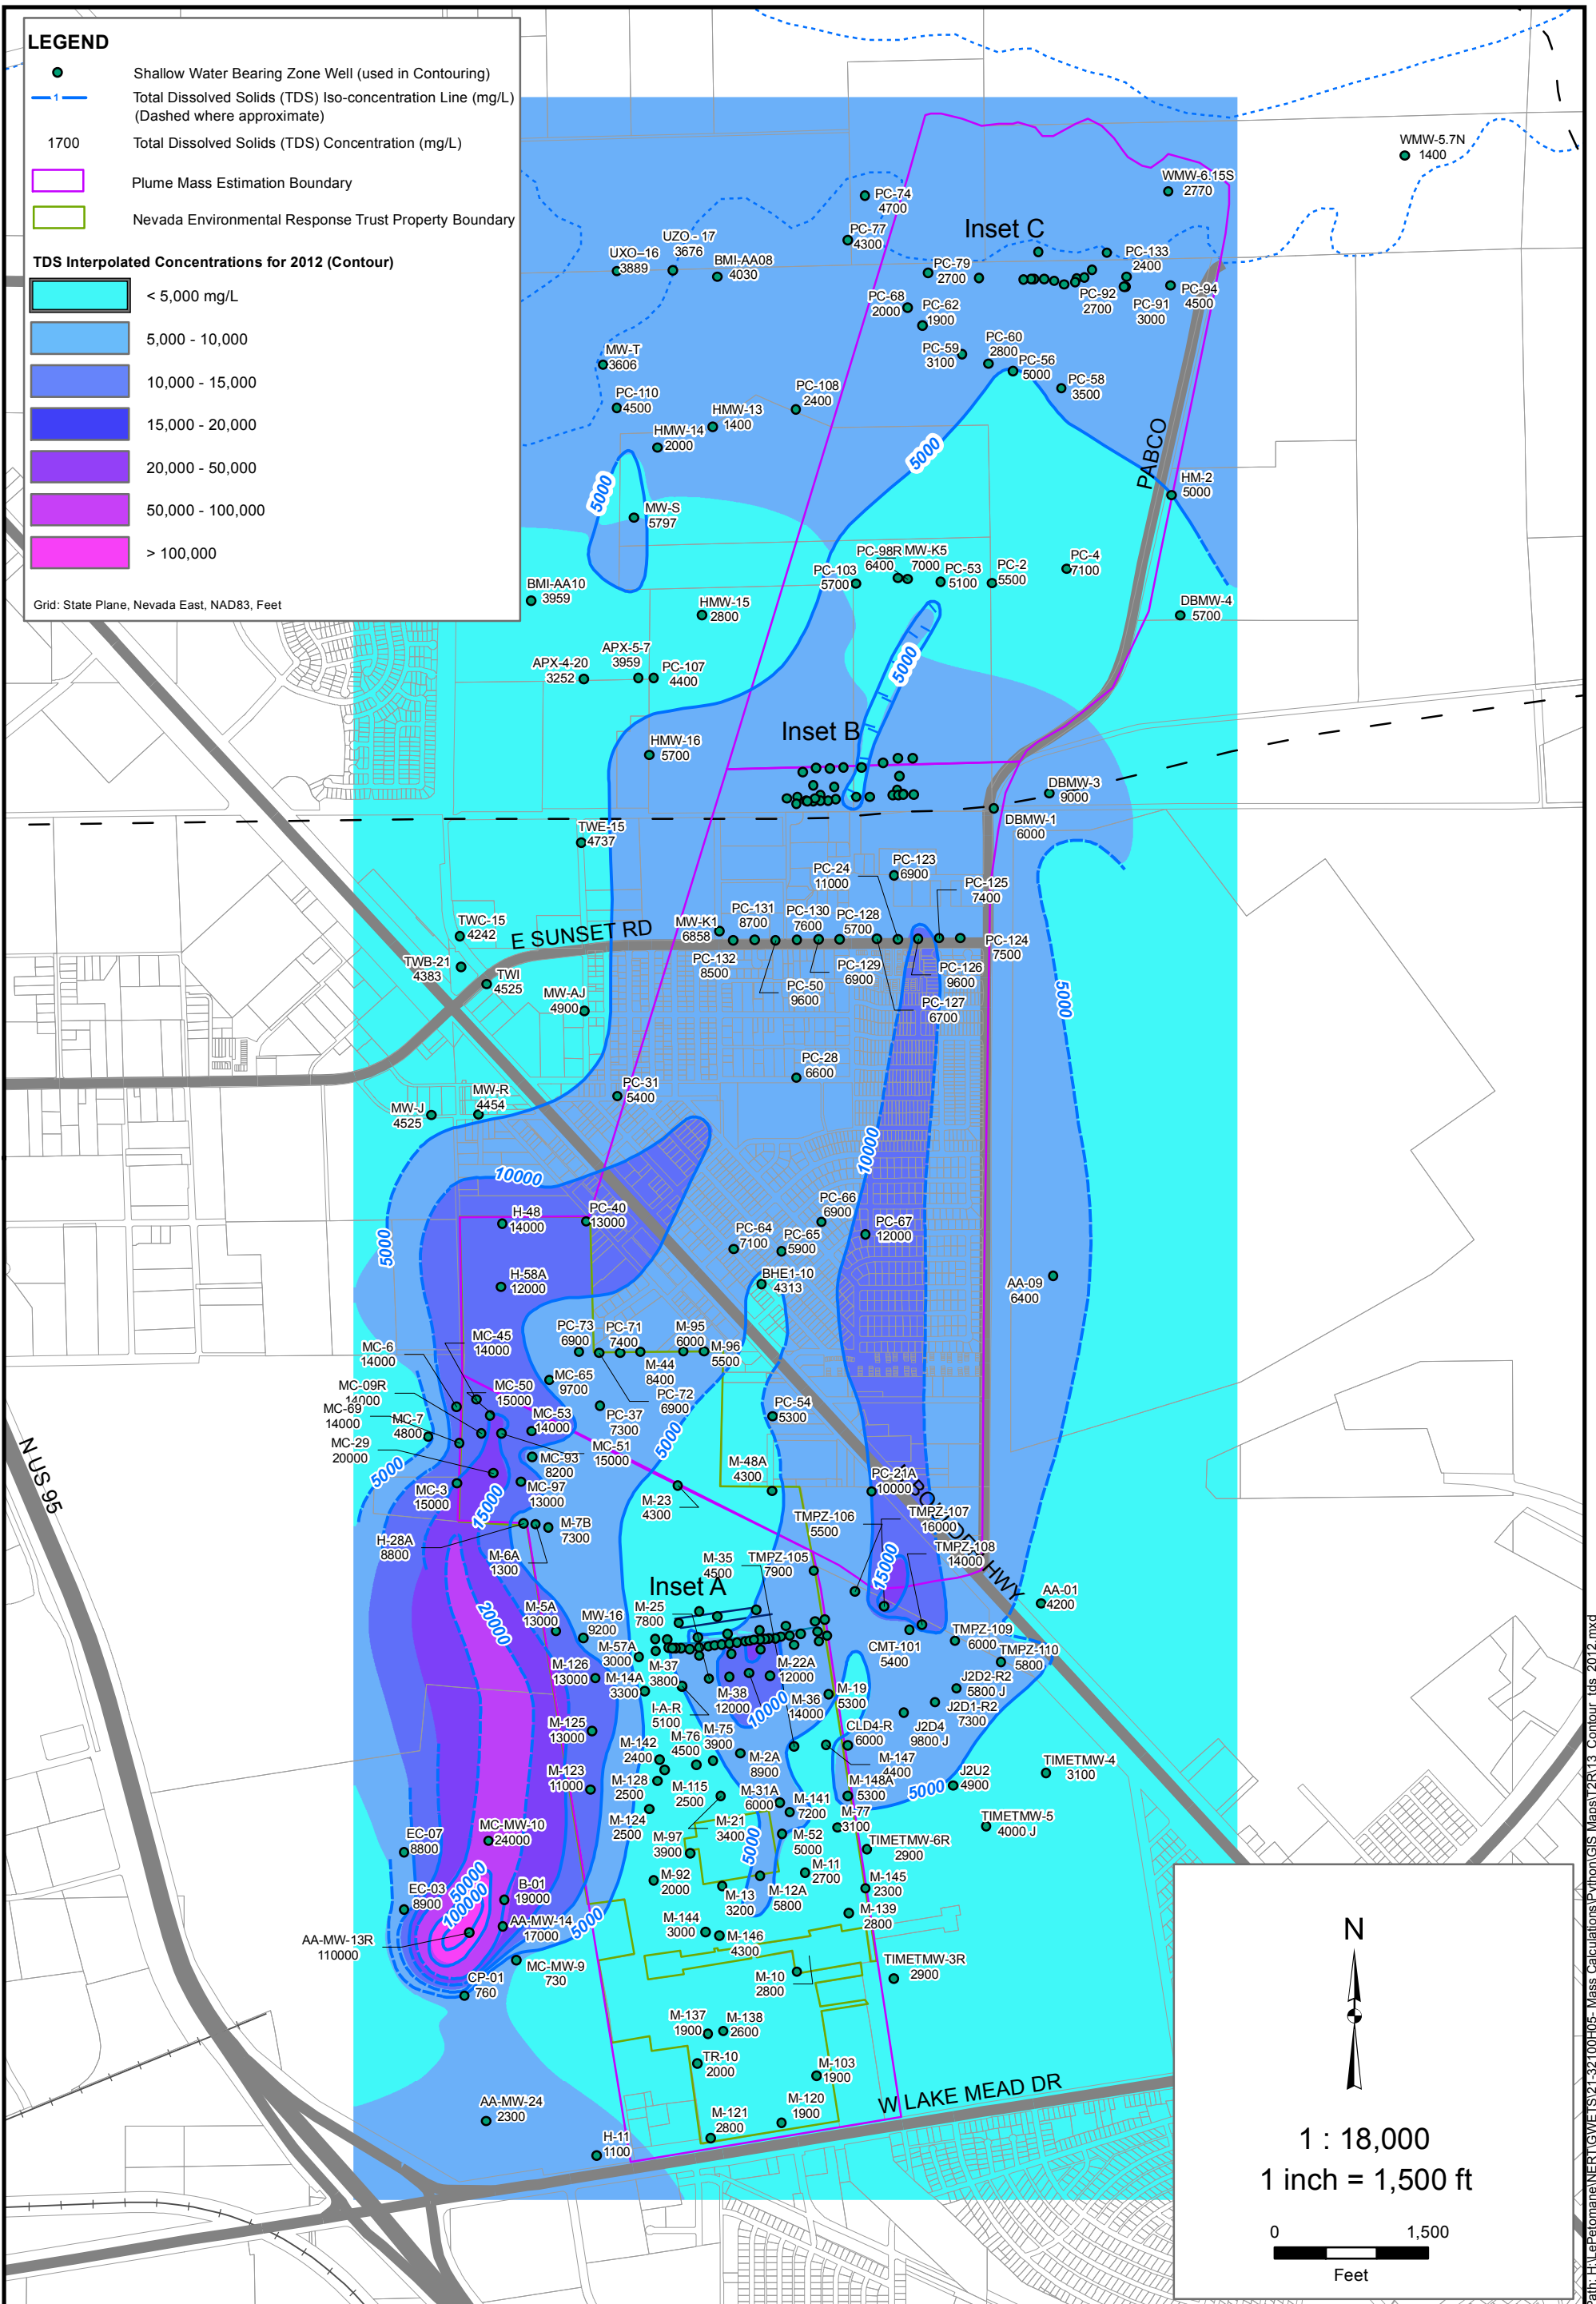 LEGEND
Shallow Water Bearing Zone Well (used in Contouring)
1
Total Dissolved Solids (TDS) Iso-concentration Line (mg/L)
(Dashed where approximate)
1700
Total Dissolved Solids (TDS) Concentration (mg/L)
Plume Mass Estimation Boundary
Nevada Environmental Response Trust Property Boundary
TDS Interpolated Concentrations for 2012 (Contour)
< 5,000 mg/L
5,000 - 10,000
10,000 - 15,000
15,000 - 20,000
20,000 - 50,000
50,000 - 100,000
> 100,000
Grid: State Plane, Nevada East, NAD83, Feet
WMW-5.7N
1400
WMW-6.15S
2770
PC-74
4700
PC-77
4300
Inset C
UZO - 17
3676
UXO-16
3889
BMI-AA08
4030
PC-79
2700
PC-133
2400
PC-68
2000
PC-62
1900
PC-92
2700
PC-91
3000
PC-94
4500
PC-59
3100
PC-60
2800
PC-56
5000
PC-58
3500
MW-T
3606
PC-110
4500
PC-108
2400
HMW-13
1400
HMW-14
2000
5000
5000
PABCO
HM-2
5000
MW-S
5797
PC-98R
6400
MW-K5
7000
PC-103
5700
PC-53
5100
PC-2
5500
PC-4
7100
BMI-AA10
3959
HMW-15
2800
DBMW-4
5700
5000
APX-5-7
3959
APX-4-20
3252
PC-107
4400
Inset B
HMW-16
5700
DBMW-3
9000
DBMW-1
6000
TWE-15
4737
PC-123
6900
PC-24
11000
PC-125
7400
TWC-15
4242
E SUNSET RD
MW-K1
6858
PC-131
8700
PC-130
7600
PC-128
5700
PC-124
7500
TWB-21
4383
TWI
4525
PC-132
8500
PC-50
9600
PC-129
6900
PC-126
9600
PC-127
6700
MW-AJ
4900
5000
PC-28
6600
PC-31
5400
MW-R
4454
MW-J
4525
10000
10000
H-48
14000
PC-40
13000
PC-66
6900
PC-64
7100
PC-65
5900
PC-67
12000
5000
H-58A
12000
BHE1-10
4313
AA-09
6400
MC-45
14000
MC-6
14000
PC-73
6900
PC-71
7400
M-95
6000
M-96
5500
M-44
8400
PC-72
6900
MC-65
9700
MC-09R
14000
MC-50
15000
MC-69
14000
MC-7
4800
MC-53
14000
PC-37
7300
PC-54
5300
MC-29
20000
MC-51
15000
5000
MC-93
8200
5000
MC-97
13000
MC-3
15000
15000
M-48A
4300
M-23
4300
PC-21A
10000
N US 95
BOULDER HWY
H-28A
8800
M-7B
7300
M-6A
1300
TMPZ-106
5500
TMPZ-107
16000
TMPZ-108
14000
M-35
4500
TMPZ-105
7900
15000
Inset A
AA-01
4200
20000
M-5A
13000
MW-16
9200
M-25
7800
M-57A
3000
CMT-101
5400
TMPZ-109
6000
TMPZ-110
5800
M-126
13000
M-14A
3300
M-37
3800
M-22A
12000
M-38
12000
M-36
14000
M-19
5300
J2D2-R2
5800 J
J2D1-R2
7300
I-A-R
5100
10000
J2D4
9800 J
M-125
13000
M-75
3900
M-76
4500
CLD4-R
6000
M-142
2400
M-2A
8900
M-147
4400
M-123
11000
M-128
2500
M-115
2500
M-31A
6000
M-148A
5300
5000
J2U2
4900
TIMETMW-4
3100
M-124
2500
M-21
3400
M-141
7200
M-77
3100
TIMETMW-5
4000 J
EC-07
8800
MC-MW-10
24000
M-97
3900
5000
M-52
5000
TIMETMW-6R
2900
50000
100000
B-01
19000
M-92
2000
M-11
2700
M-145
2300
EC-03
8900
M-13
3200
M-12A
5800
5000
AA-MW-14
17000
AA-MW-13R
110000
M-144
3000
M-146
4300
M-139
2800
MC-MW-9
730
M-10
2800
TIMETMW-3R
2900
CP-01
760
M-137
1900
M-138
2600
TR-10
2000
M-103
1900
W LAKE MEAD DR
AA-MW-24
2300
M-120
1900
M-121
2800
H-11
1100
N
1 : 18,000
1 inch = 1,500 ft
0
1,500
Feet
Path: H:\LePetomane\NERT\GWETS\21-32100H05- Mass Calculations\Python\GIS Maps\T2R\13_Contour_tds_2012.mxd